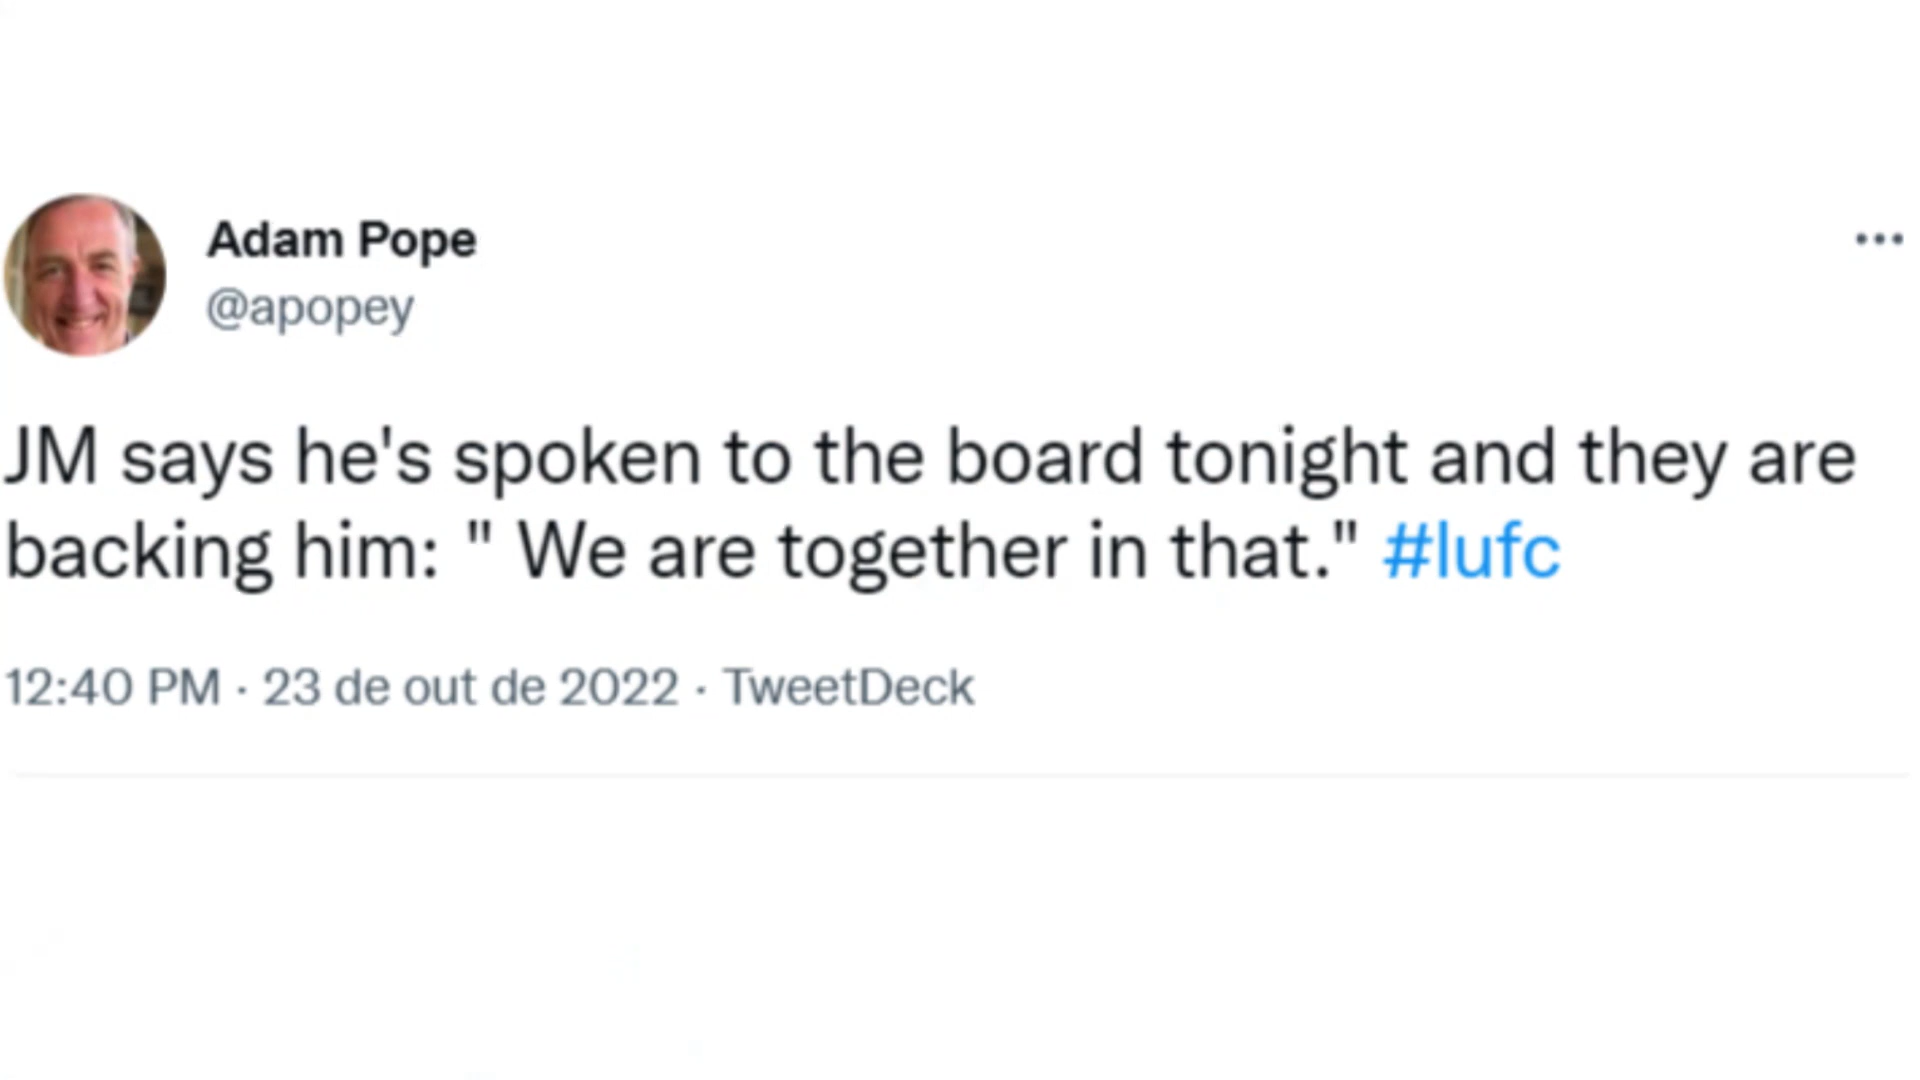 Adam Pope
@apopey
JM says he's spoken to the board tonight and they are
backing him: " We are together in that." #lufc
12:40 PM · 23 de out de 2022 · TweetDeck